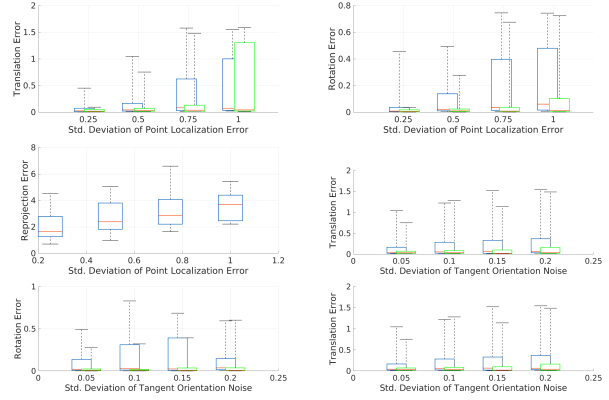 2
1.5
1
0.5
0
Translation Error
0.25 0.5 0.75 1
Std. Deviation of Point Localization Error
0.8
0.6
0.4
0.2
0
Rotation Error
0.25 0.5 0.75 1
Std. Deviation of Point Localization Error
8
6
4
2
0
Reprojection Error
0.2 0.4 0.6 0.8 1 1.2
Std. Deviation of Point Localization Error
2
1.5
1
0.5
0
Translation Error
0 0.05 0.1 0.15 0.2 0.25
Std. Deviation of Tangent Orientation Noise
1
0.5
0
Rotation Error
0 0.05 0.1 0.15 0.2 0.25
Std. Deviation of Tangent Orientation Noise
2
1.5
1
0.5
0
Translation Error
0 0.05 0.1 0.15 0.2 0.25
Std. Deviation of Tangent Orientation Noise